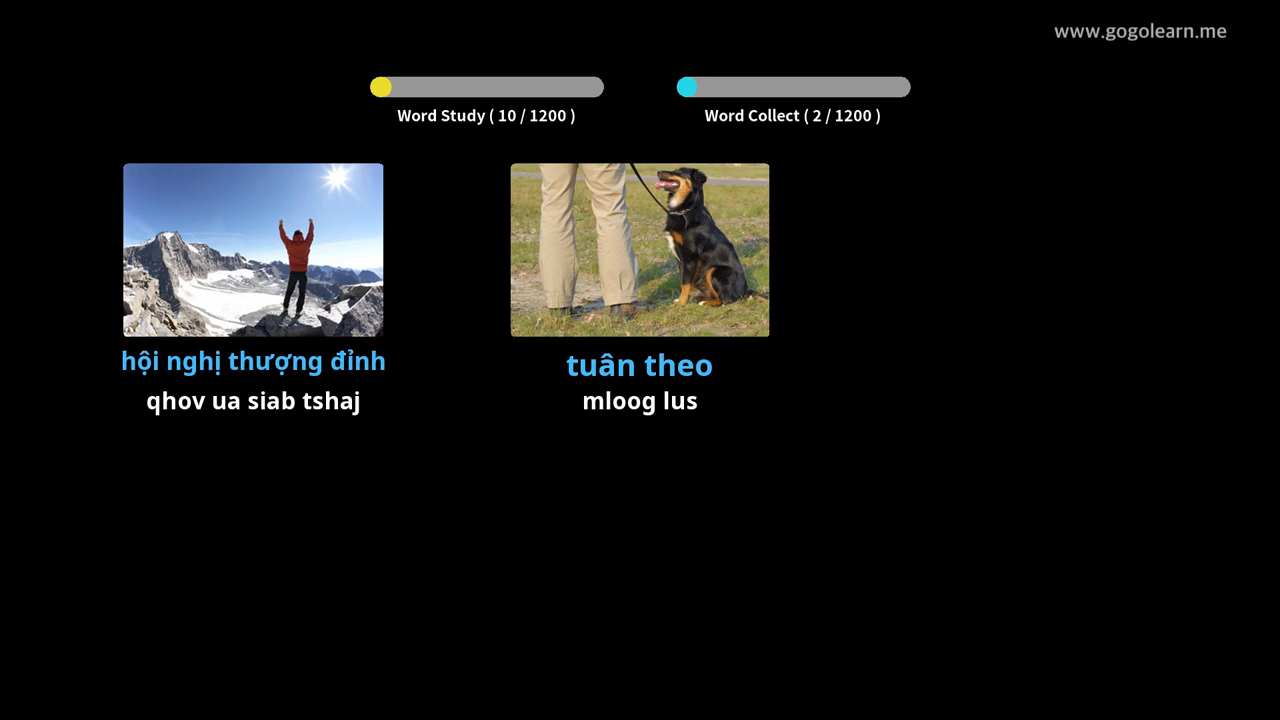 www.gogolearn.me
Word Study ( 10 / 1200 )
Word Collect ( 2 / 1200 )
hội nghị thượng đỉnh
qhov ua siab tshaj
tuân theo
mloog lus